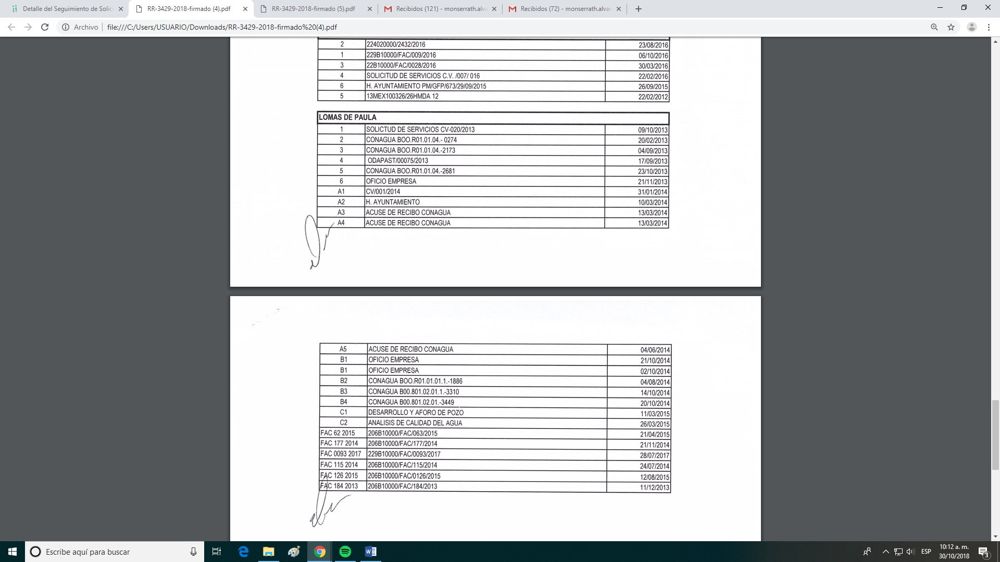 Detalle del Seguimiento de Solici
RR-3429-2018-firmado (4).pdf
RR-3429-2018-firmado (5).pdf
Recibidos (121) - monserrath.alva
Recibidos (72) - monserrath.alvar
Archivo file:///C:/Users/USUARIO/Downloads/RR-3429-2018-firmado%20(4).pdf
2 224020000/2432/2016 23/08/2016
1 229B10000/FAC/009/2016 06/10/2016
3 22B10000/FAC/0028/2016 30/03/2016
4 SOLICITUD DE SERVICIOS C.V. /007/ 016 22/02/2016
6 H. AYUNTAMIENTO PM/GFP/673/29/09/2015 26/09/2015
5 13MEX100326/26HMDA 12 22/02/2012
LOMAS DE PAULA
1 SOLICTUD DE SERVICIOS CV-020/2013 09/10/2013
2 CONAGUA BOO.R01.01.04.- 0274 20/02/2013
3 CONAGUA BOO.R01.01.04.-2173 04/09/2013
4 ODAPAST/00075/2013 17/09/2013
5 CONAGUA BOO.R01.01.04.-2681 23/10/2013
6 OFICIO EMPRESA 21/11/2013
A1 CV/001/2014 31/01/2014
A2 H. AYUNTAMIENTO 10/03/2014
A3 ACUSE DE RECIBO CONAGUA 13/03/2014
A4 ACUSE DE RECIBO CONAGUA 13/03/2014
A5 ACUSE DE RECIBO CONAGUA 04/06/2014
B1 OFICIO EMPRESA 21/10/2014
B1 OFICIO EMPRESA 02/10/2014
B2 CONAGUA BOO.R01.01.01.1.-1886 04/08/2014
B3 CONAGUA B00.801.02.01.1.-3310 14/10/2014
B4 CONAGUA B00.801.02.01.-3449 20/10/2014
C1 DESARROLLO Y AFORO DE POZO 11/03/2015
C2 ANALISIS DE CALIDAD DEL AGUA 26/03/2015
FAC 62 2015 206B10000/FAC/063/2015 21/04/2015
FAC 177 2014 206B10000/FAC/177/2014 21/11/2014
FAC 0093 2017 229B10000/FAC/0093/2017 28/07/2017
FAC 115 2014 206B10000/FAC/115/2014 24/07/2014
FAC 126 2015 206B10000/FAC/0126/2015 12/08/2015
FAC 184 2013 206B10000/FAC/184/2013 11/12/2013
Escribe aquí para buscar
ESP
10:12 a. m.
30/10/2018
3